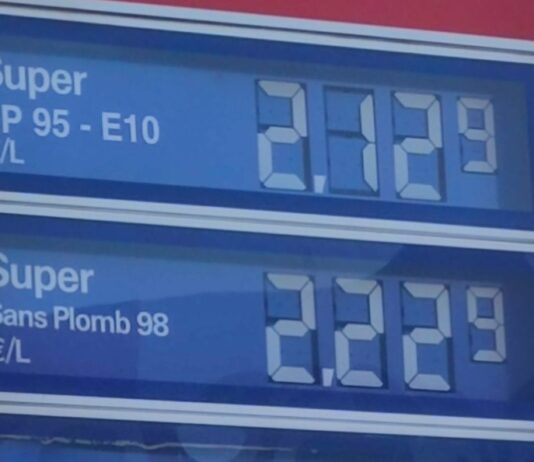 Super
P 95 - E10
/L
2,129
Super
Sans Plomb 98
€/L
2,229